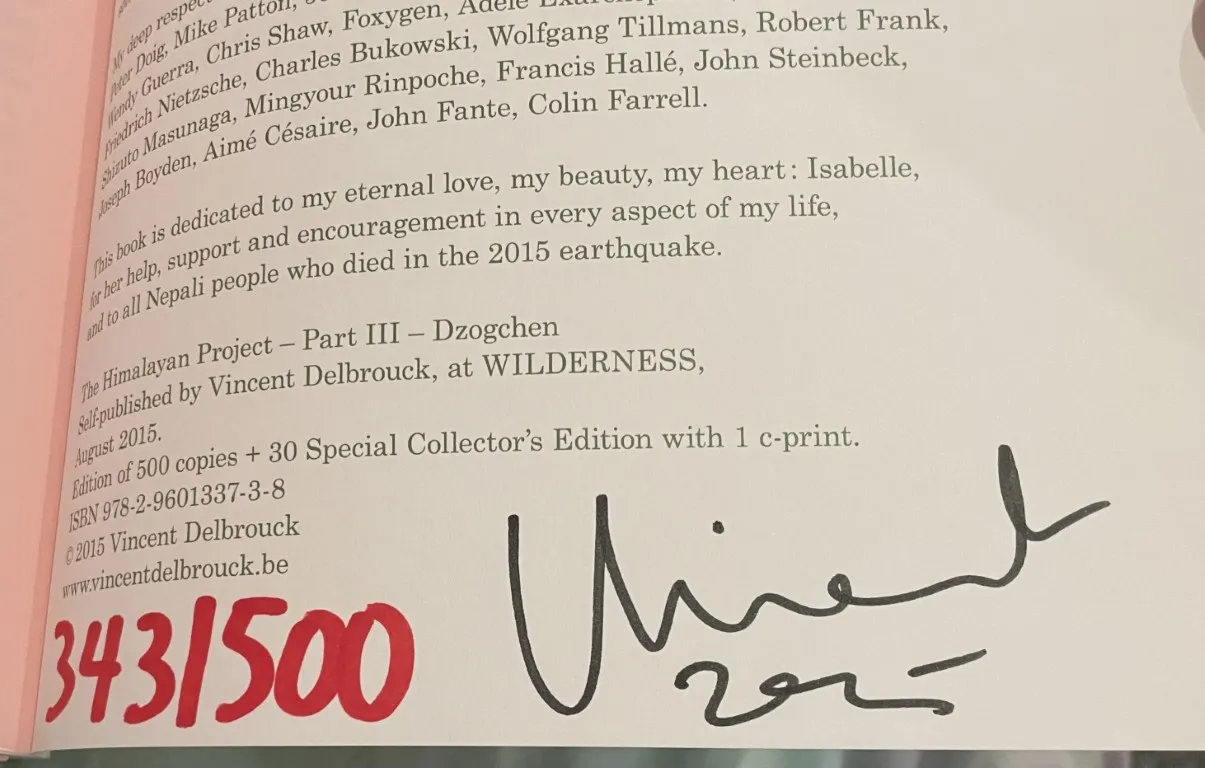 My deep respect
Peter Doig, Mike Patton,
Wendy Guerra, Chris Shaw, Foxygen, Adèle
Friedrich Nietzsche, Charles Bukowski, Wolfgang Tillmans, Robert Frank,
Shizuto Masunaga, Mingyour Rinpoche, Francis Hallé, John Steinbeck,
Joseph Boyden, Aimé Césaire, John Fante, Colin Farrell.
This book is dedicated to my eternal love, my beauty, my heart: Isabelle,
for her help, support and encouragement in every aspect of my life,
and to all Nepali people who died in the 2015 earthquake.
The Himalayan Project – Part III – Dzogchen
Self-published by Vincent Delbrouck, at WILDERNESS,
August 2015.
Edition of 500 copies + 30 Special Collector's Edition with 1 c-print.
ISBN 978-2-9601337-3-8
©2015 Vincent Delbrouck
www.vincentdelbrouck.be
343/500
Vincent
2015